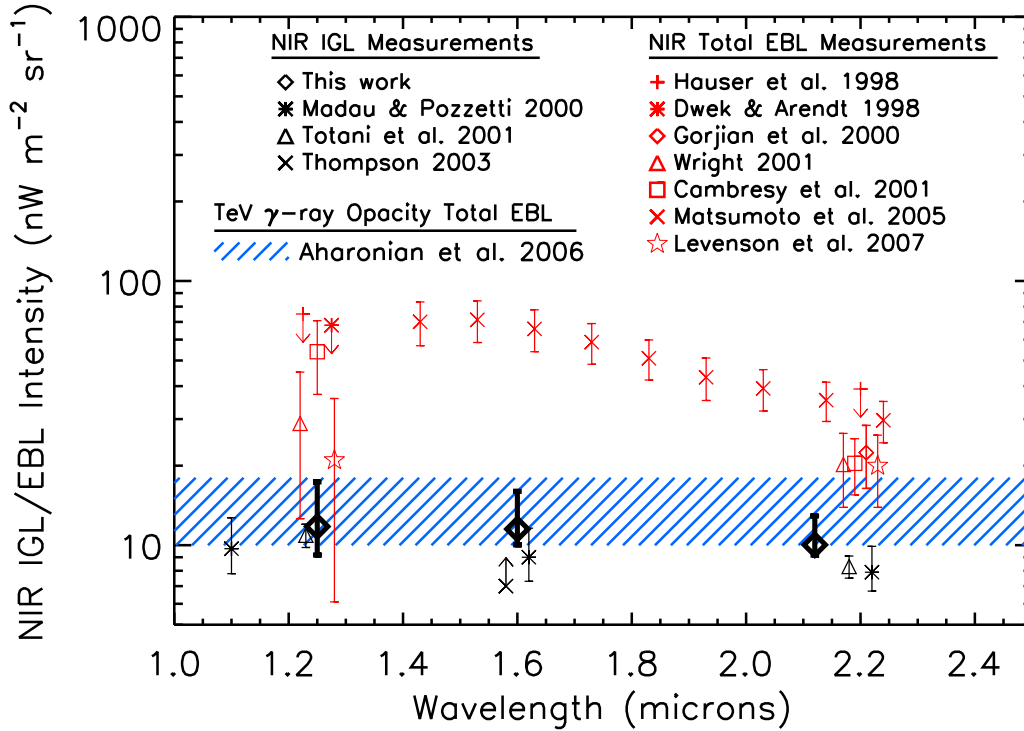 NIR IGL/EBL Intensity (nW m⁻² sr⁻¹)
1000
100
10
NIR IGL Measurements
This work
Madau & Pozzetti 2000
Totani et al. 2001
Thompson 2003
TeV γ-ray Opacity Total EBL
Aharonian et al. 2006
NIR Total EBL Measurements
Hauser et al. 1998
Dwek & Arendt 1998
Gorjian et al. 2000
Wright 2001
Cambresy et al. 2001
Matsumoto et al. 2005
Levenson et al. 2007
1.0 1.2 1.4 1.6 1.8 2.0 2.2 2.4
Wavelength (microns)